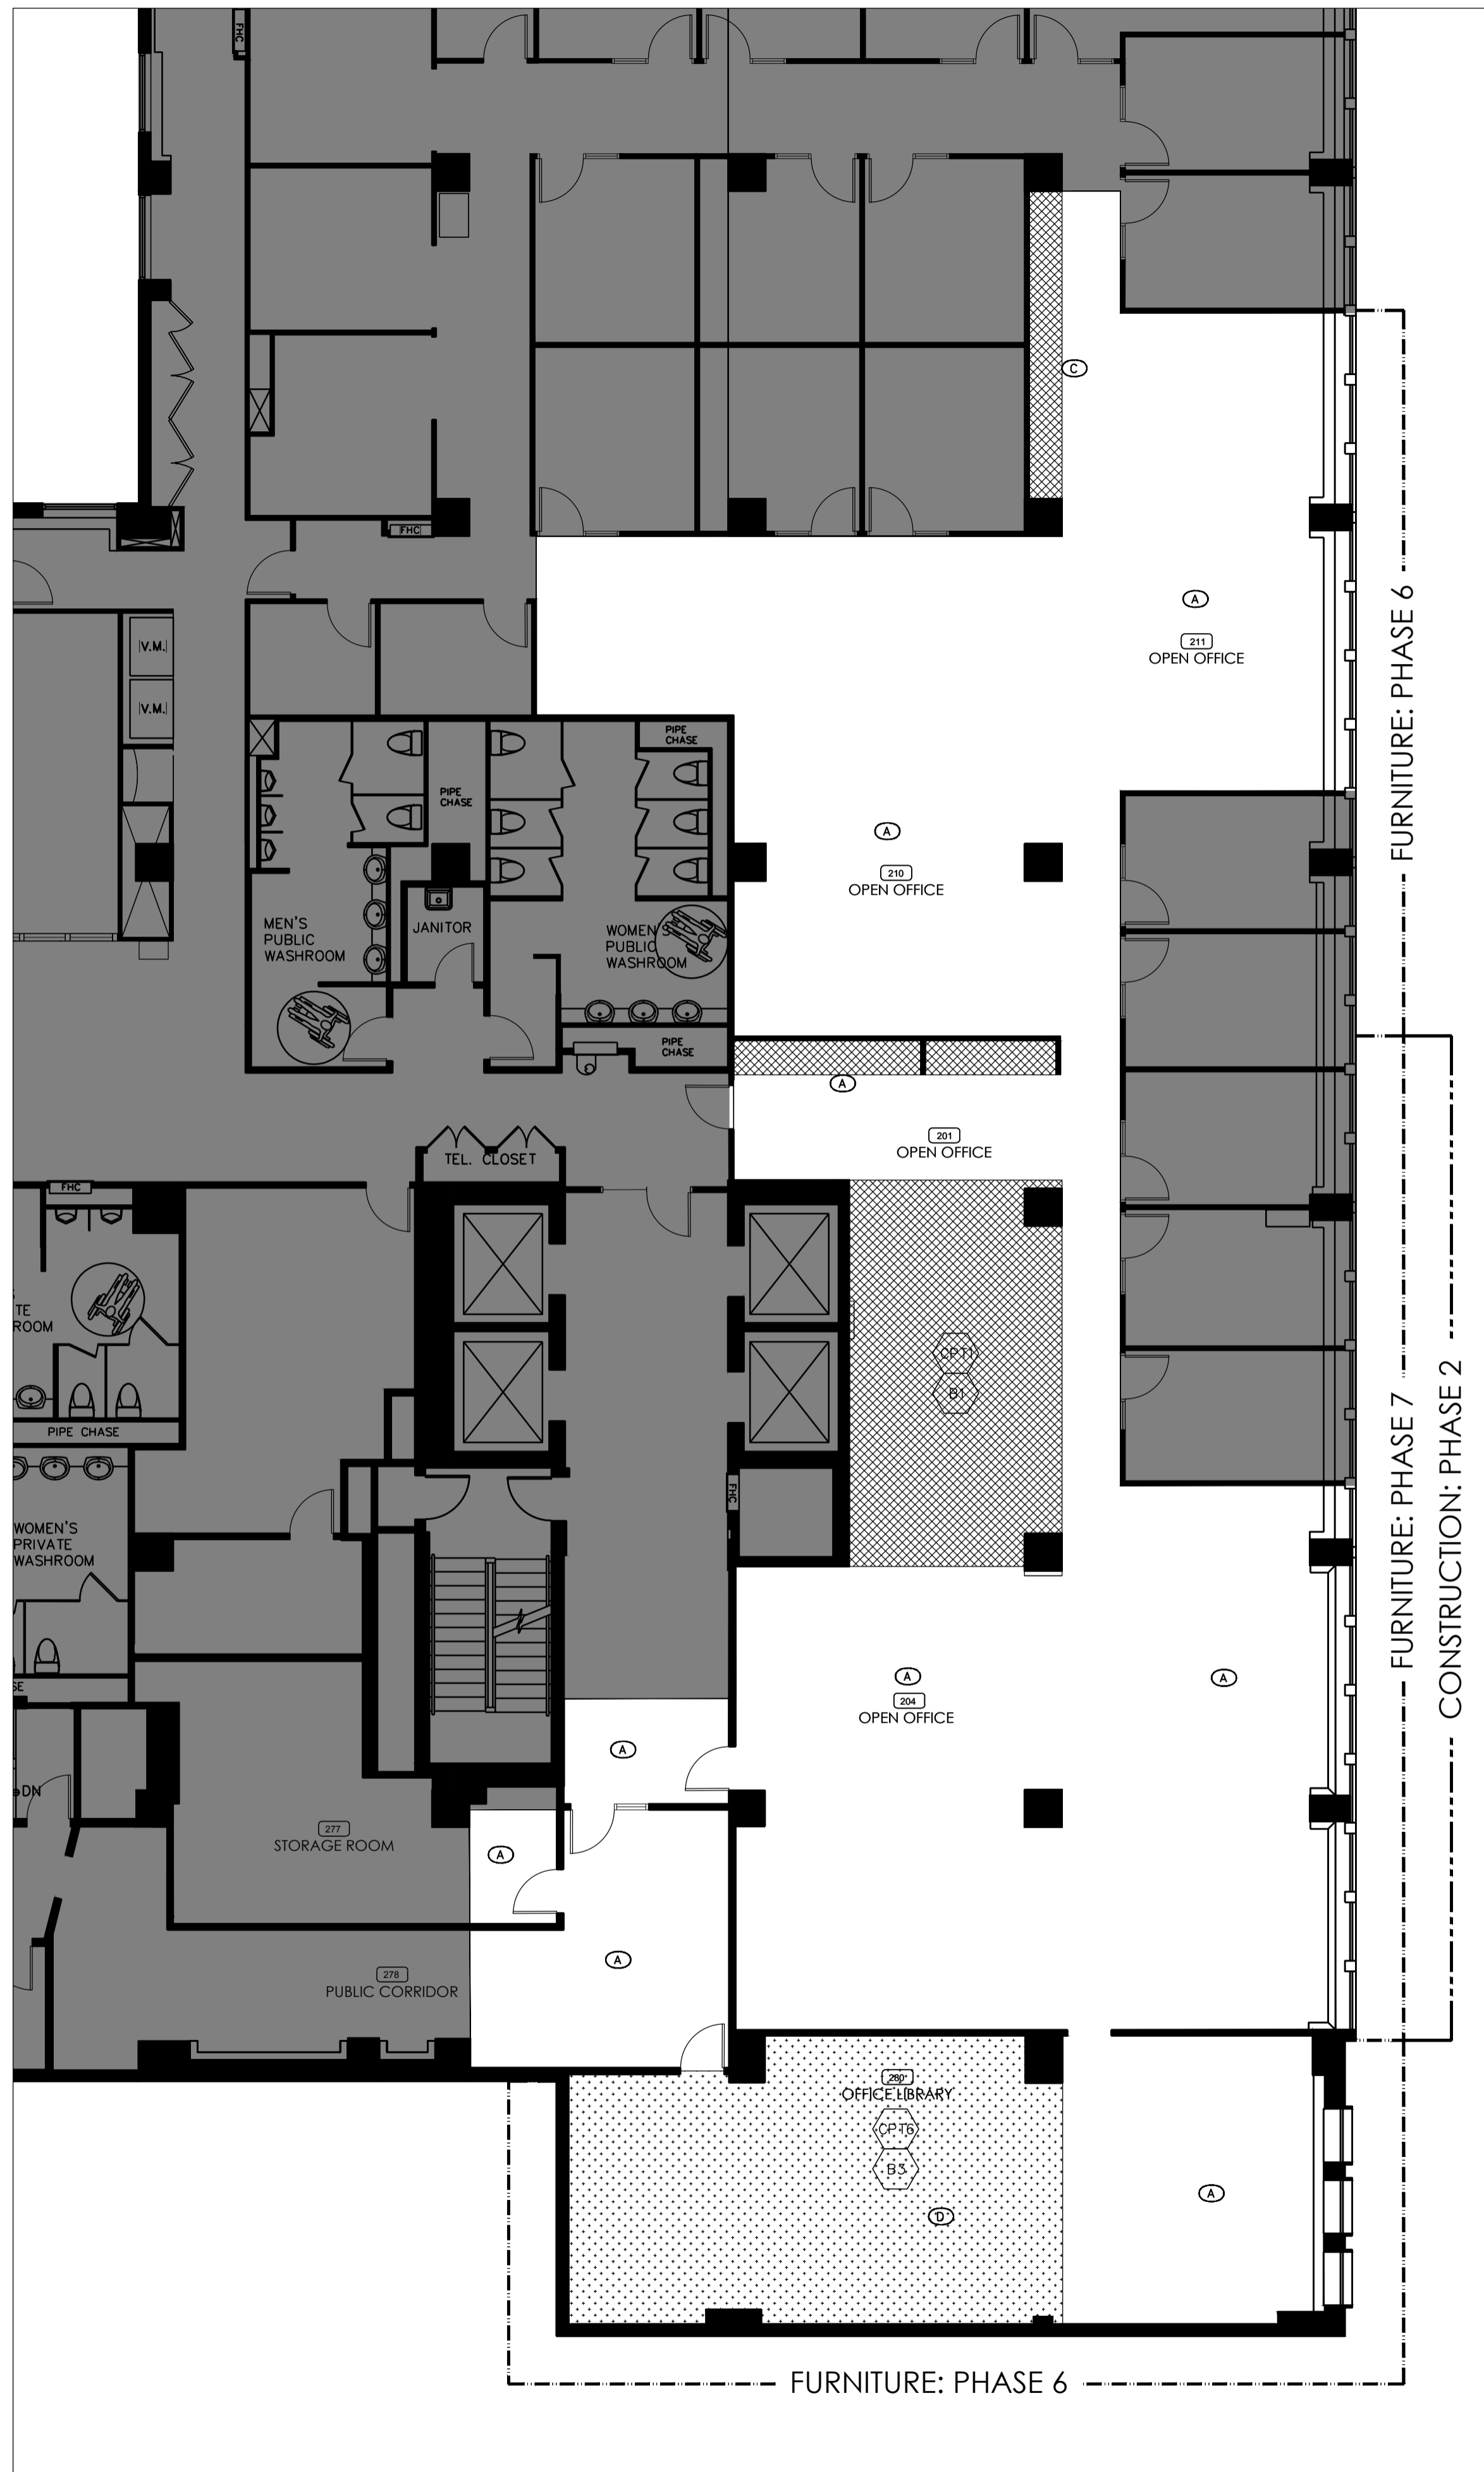 FHC
C
FHC
A
211
OPEN OFFICE
V.M.
V.M.
FURNITURE: PHASE 6
PIPE
CHASE
PIPE
CHASE
A
210
OPEN OFFICE
MEN'S
PUBLIC
WASHROOM
JANITOR
WOMEN'S
PUBLIC
WASHROOM
PIPE
CHASE
A
201
OPEN OFFICE
TEL. CLOSET
FHC
TE
ROOM
CPT1
B1
PIPE CHASE
FURNITURE: PHASE 7
CONSTRUCTION: PHASE 2
FHC
WOMEN'S
PRIVATE
WASHROOM
A
204
OPEN OFFICE
A
SE
A
DN
277
STORAGE ROOM
A
A
278
PUBLIC CORRIDOR
280
OFFICE LIBRARY
CPT6
B3
A
D
FURNITURE: PHASE 6